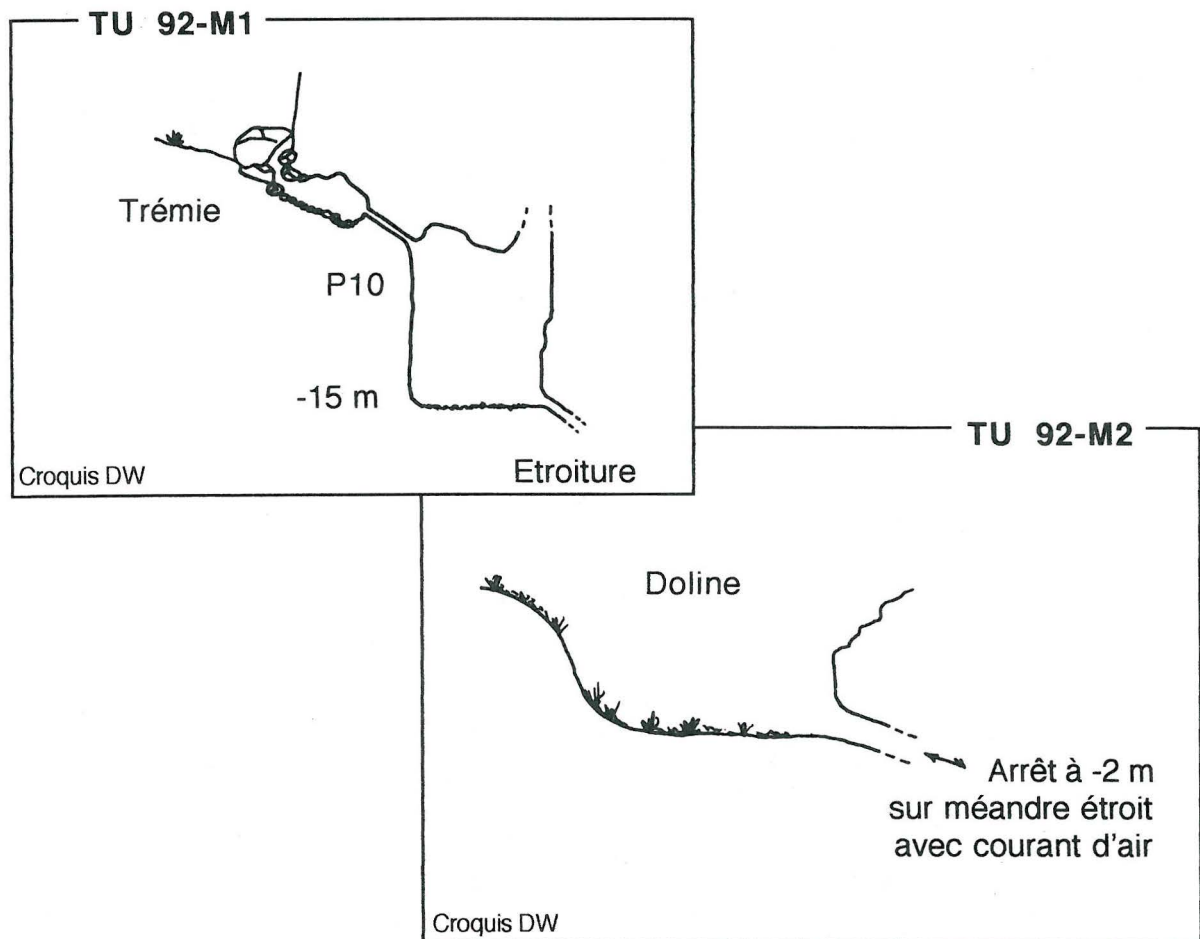 TU 92-M1
Trémie
P10
-15 m
Etroiture
Croquis DW
TU 92-M2
Doline
Arrêt à -2 m
sur méandre étroit
avec courant d'air
Croquis DW